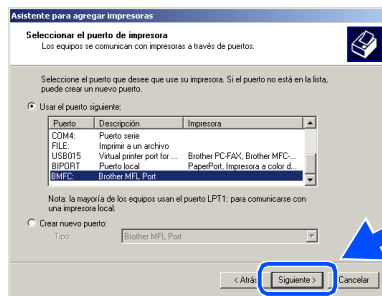 Asistente para agregar impresoras
Seleccionar el puerto de impresora
Los equipos se comunican con impresoras a través de puertos.
Seleccione el puerto que desee que use su impresora. Si el puerto no está en la lista,
puede crear un nuevo puerto.
Usar el puerto siguiente:
Puerto Descripción Impresora
COM4: Puerto serie
FILE: Imprimir a un archivo
USB015 Virtual printer port for ... Brother PC-FAX, Brother MFC-...
BIPORT Puerto local PaperPort, Impresora a color d...
BMFC: Brother MFL Port
Nota: la mayoría de los equipos usan el puerto LPT1: para comunicarse con
una impresora local.
Crear nuevo puerto:
Tipo: Brother MFL Port
< Atrá Siguiente > Cancelar